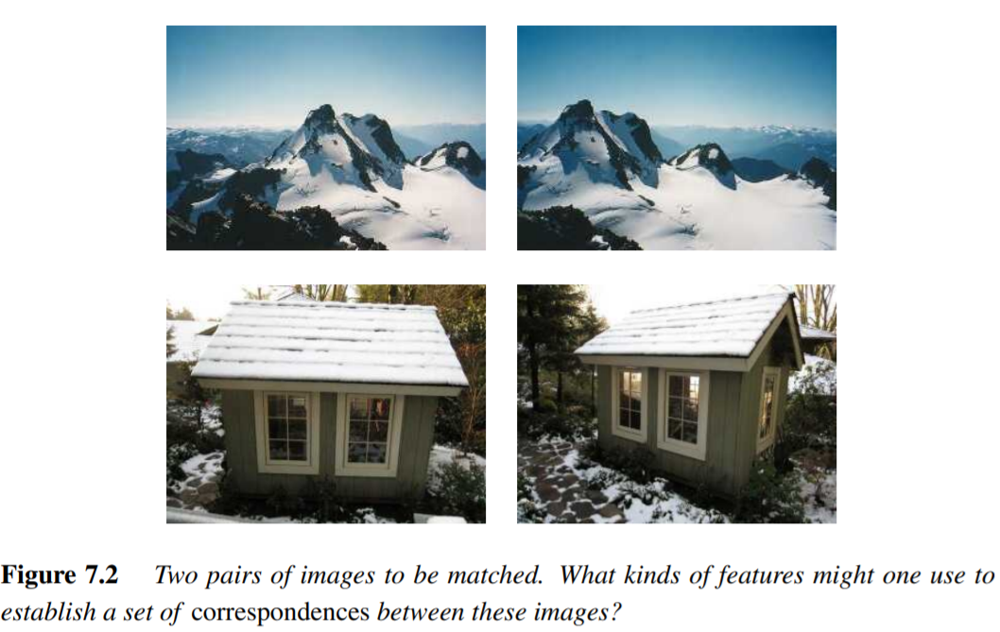 Figure 7.2 Two pairs of images to be matched. What kinds of features might one use to
establish a set of correspondences between these images?